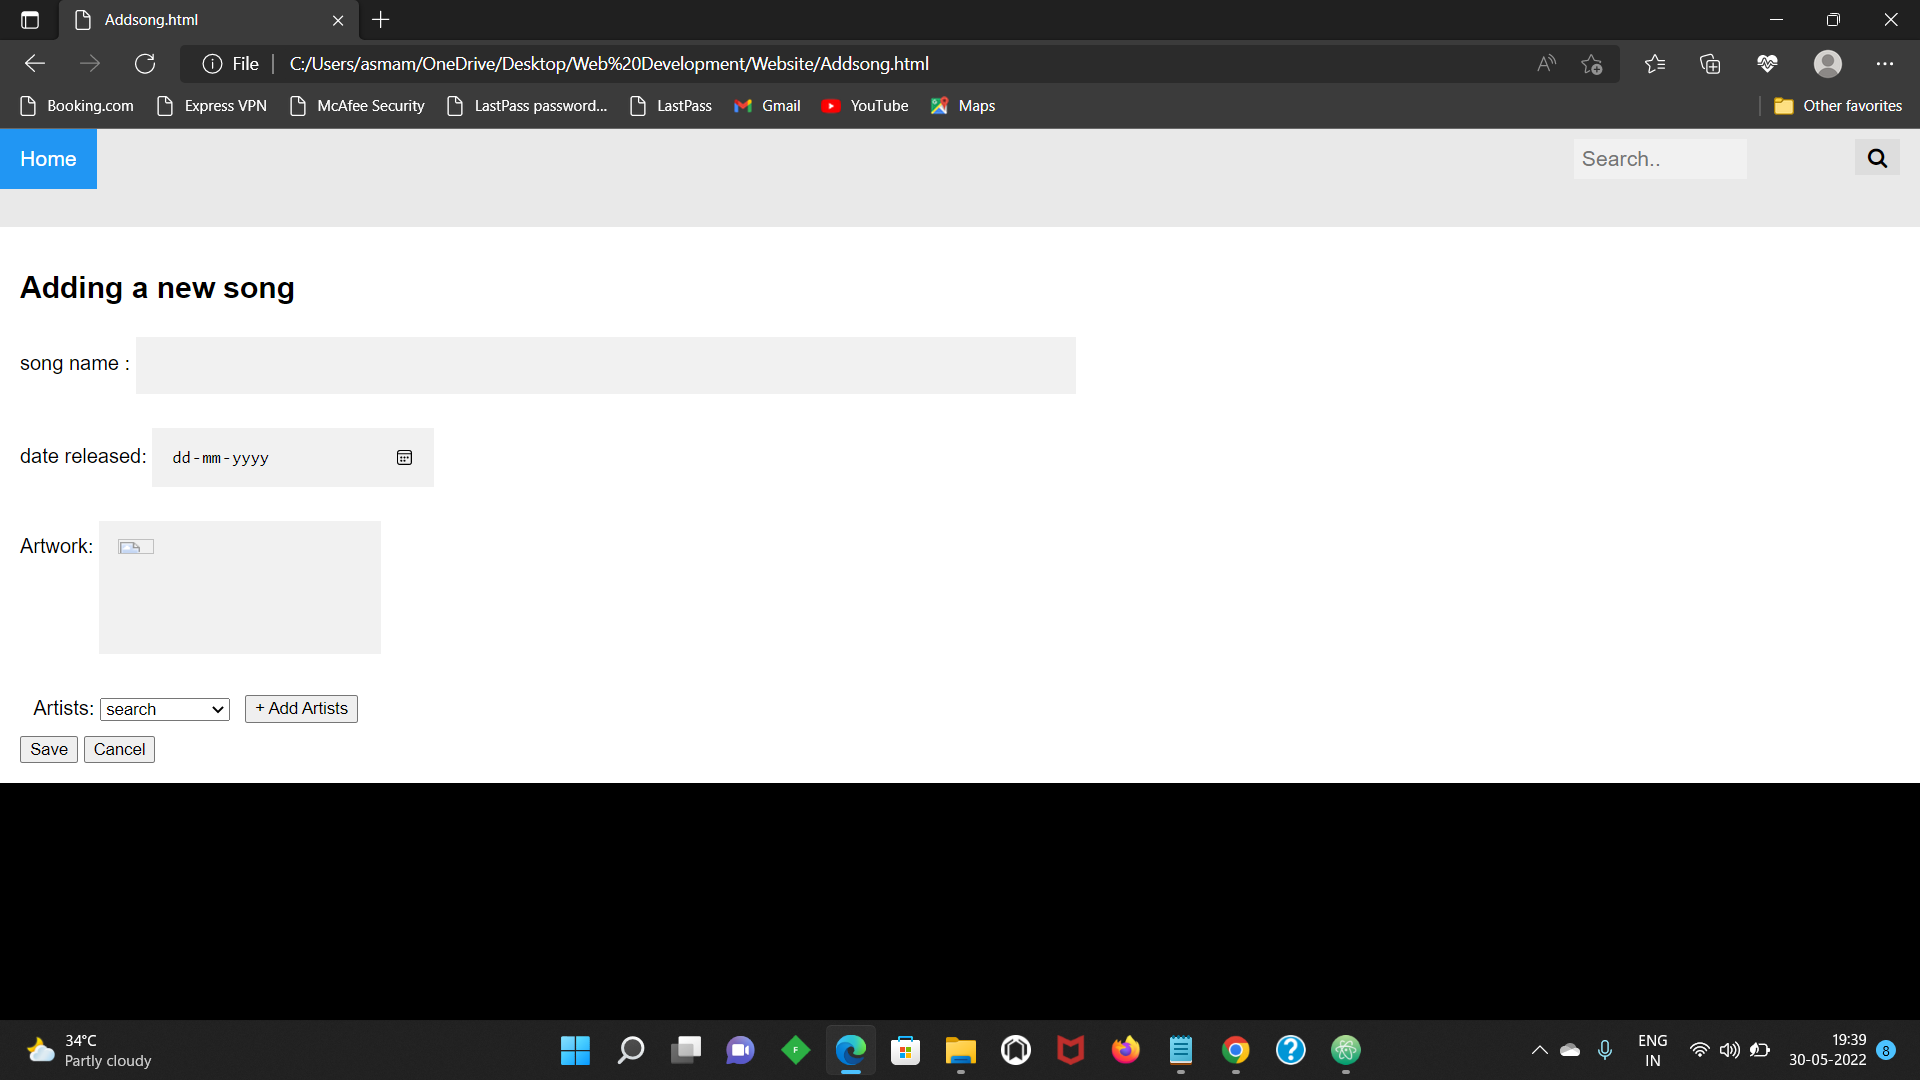 Addsong.html
File C:/Users/asmam/OneDrive/Desktop/Web%20Development/Website/Addsong.html
Booking.com Express VPN McAfee Security LastPass password... LastPass Gmail YouTube Maps Other favorites
Home Search..
Adding a new song
song name :
date released: dd-mm-yyyy
Artwork:
Artists: search + Add Artists
Save Cancel
34°C
Partly cloudy
ENG
IN
19:39
30-05-2022
8